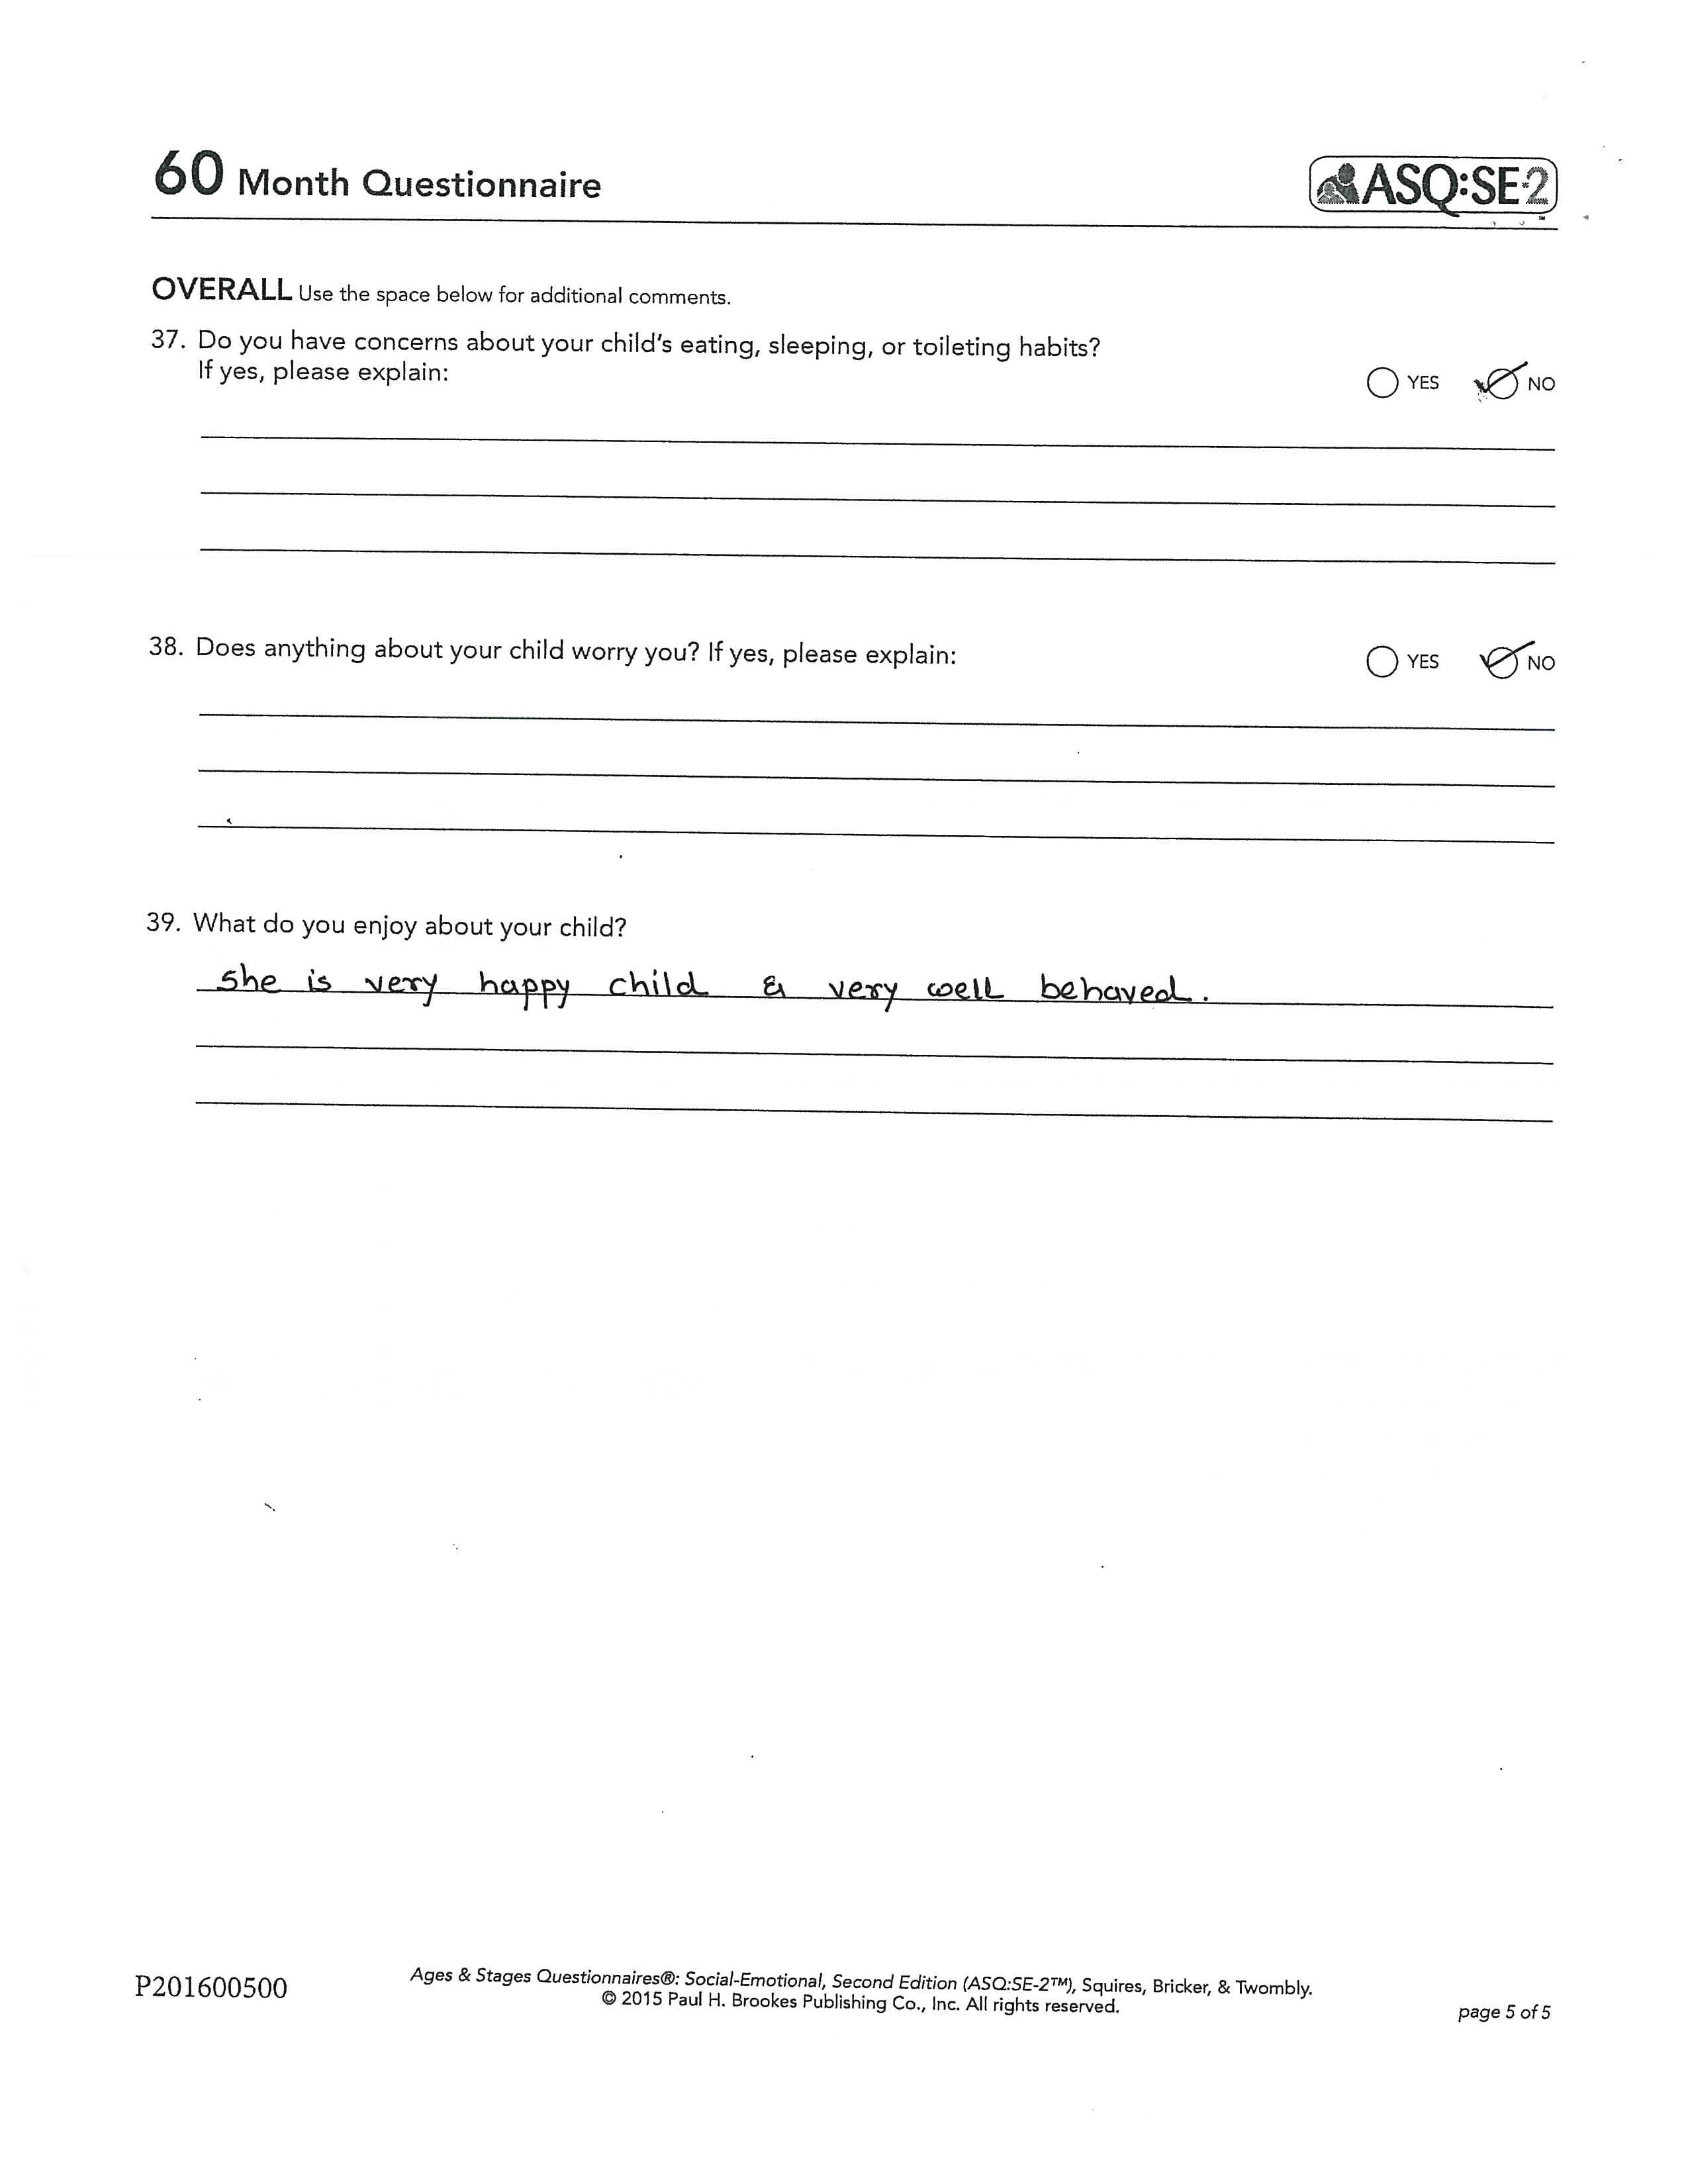 60 Month Questionnaire
ASQ:SE-2™
OVERALL Use the space below for additional comments.
37. Do you have concerns about your child's eating, sleeping, or toileting habits?
If yes, please explain:
YES NO
38. Does anything about your child worry you? If yes, please explain:
YES NO
39. What do you enjoy about your child?
she is very happy child & very well behaved.
P201600500
Ages & Stages Questionnaires®: Social-Emotional, Second Edition (ASQ:SE-2™), Squires, Bricker, & Twombly.
© 2015 Paul H. Brookes Publishing Co., Inc. All rights reserved.
page 5 of 5